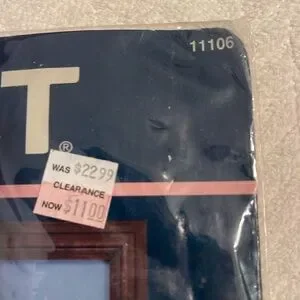 11106
T
®
WAS $22.99
CLEARANCE
NOW $11.00